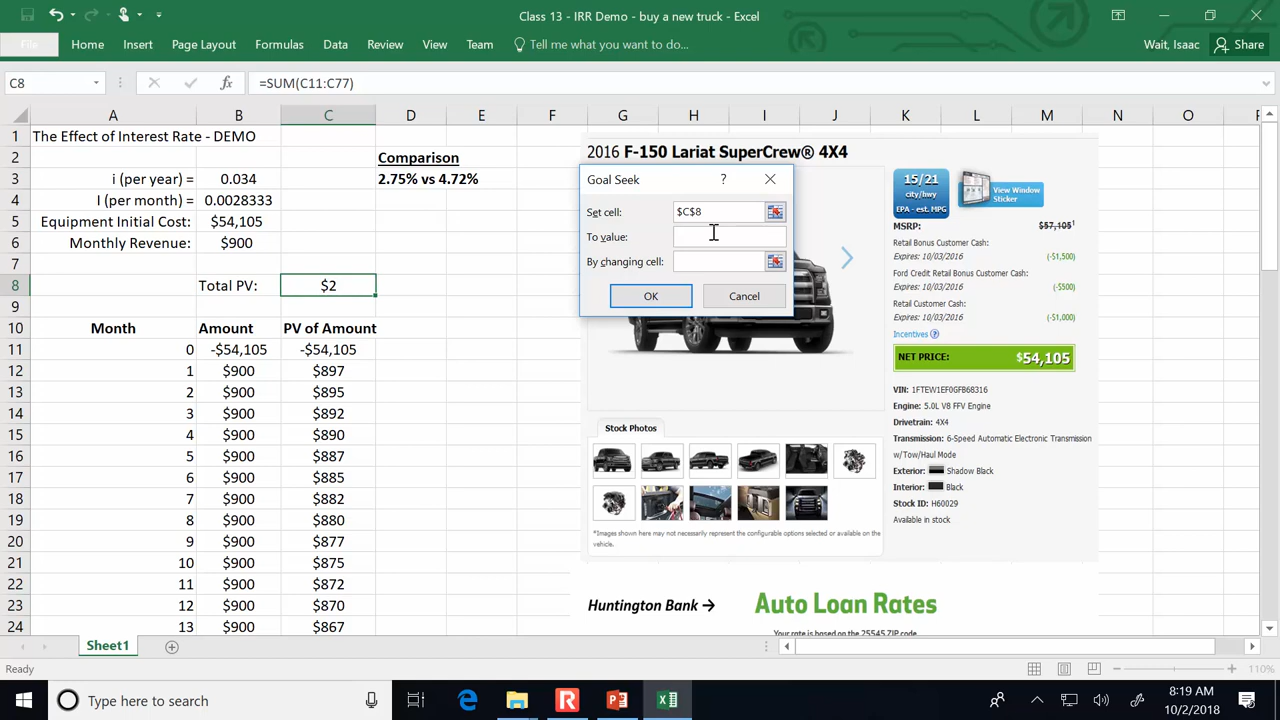 Class 13 - IRR Demo - buy a new truck - Excel
File Home Insert Page Layout Formulas Data Review View Team Tell me what you want to do... Wait, Isaac Share
C8 fx =SUM(C11:C77)
A B C D E F G H I J K L M N O
1 The Effect of Interest Rate - DEMO
2 Comparison
3 i (per year) = 0.034 2.75% vs 4.72%
4 I (per month) = 0.0028333
5 Equipment Initial Cost: $54,105
6 Monthly Revenue: $900
7
8 Total PV: $2
9
10 Month Amount PV of Amount
11 0 -$54,105 -$54,105
12 1 $900 $897
13 2 $900 $895
14 3 $900 $892
15 4 $900 $890
16 5 $900 $887
17 6 $900 $885
18 7 $900 $882
19 8 $900 $880
20 9 $900 $877
21 10 $900 $875
22 11 $900 $872
23 12 $900 $870
24 13 $900 $867
2016 F-150 Lariat SuperCrew® 4X4
Goal Seek ?
Set cell: $C$8
To value:
By changing cell:
OK Cancel
15/21
city/hwy
EPA - est. MPG
View Window
Sticker
MSRP: $57,105¹
Retail Bonus Customer Cash:
Expires: 10/03/2016 (-$1,500)
Ford Credit Retail Bonus Customer Cash:
Expires: 10/03/2016 (-$500)
Retail Customer Cash:
Expires: 10/03/2016 (-$1,000)
Incentives ?
NET PRICE: $54,105
VIN: 1FTEW1EF0GFB68316
Engine: 5.0L V8 FFV Engine
Drivetrain: 4X4
Transmission: 6-Speed Automatic Electronic Transmission
w/Tow/Haul Mode
Exterior: Shadow Black
Interior: Black
Stock ID: H60029
Available in stock
Stock Photos
*Images shown here may not necessarily represent the configurable options selected or available on the
vehicle.
Huntington Bank → Auto Loan Rates
Your rate is based on the 25545 ZIP code.
Sheet1
Ready 110%
Type here to search
8:19 AM
10/2/2018